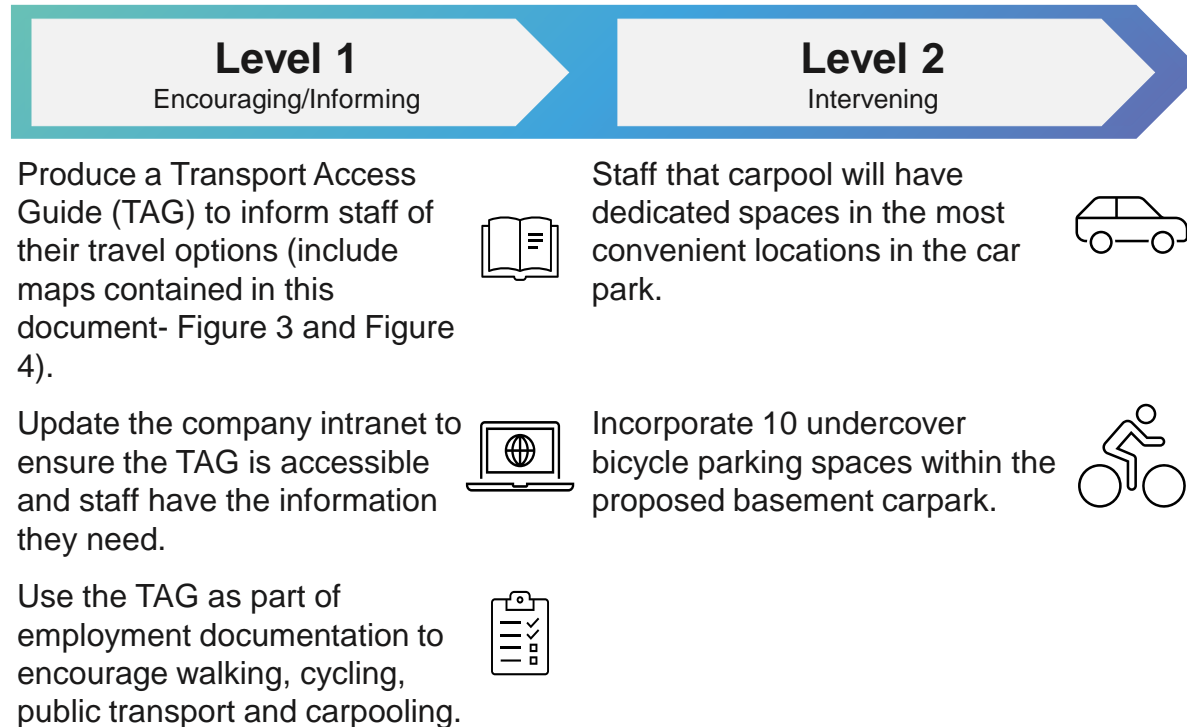 Level 1
Encouraging/Informing
Level 2
Intervening
Produce a Transport Access
Guide (TAG) to inform staff of
their travel options (include
maps contained in this
document- Figure 3 and Figure
4).
Update the company intranet to
ensure the TAG is accessible
and staff have the information
they need.
Use the TAG as part of
employment documentation to
encourage walking, cycling,
public transport and carpooling.
Staff that carpool will have
dedicated spaces in the most
convenient locations in the car
park.
Incorporate 10 undercover
bicycle parking spaces within the
proposed basement carpark.